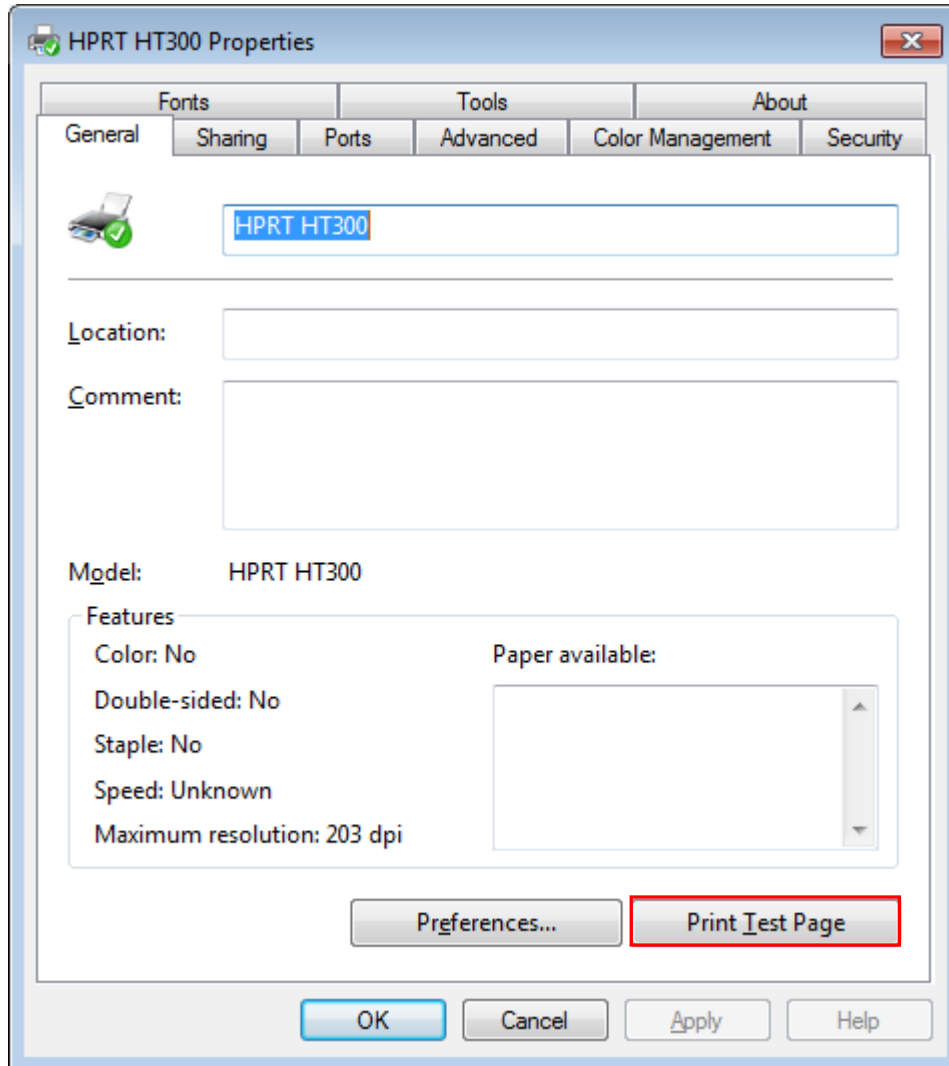 HPRT HT300 Properties
Fonts Tools About
General Sharing Ports Advanced Color Management Security
HPRT HT300
Location:
Comment:
Model: HPRT HT300
Features
Color: No Paper available:
Double-sided: No
Staple: No
Speed: Unknown
Maximum resolution: 203 dpi
Preferences... Print Test Page
OK Cancel Apply Help